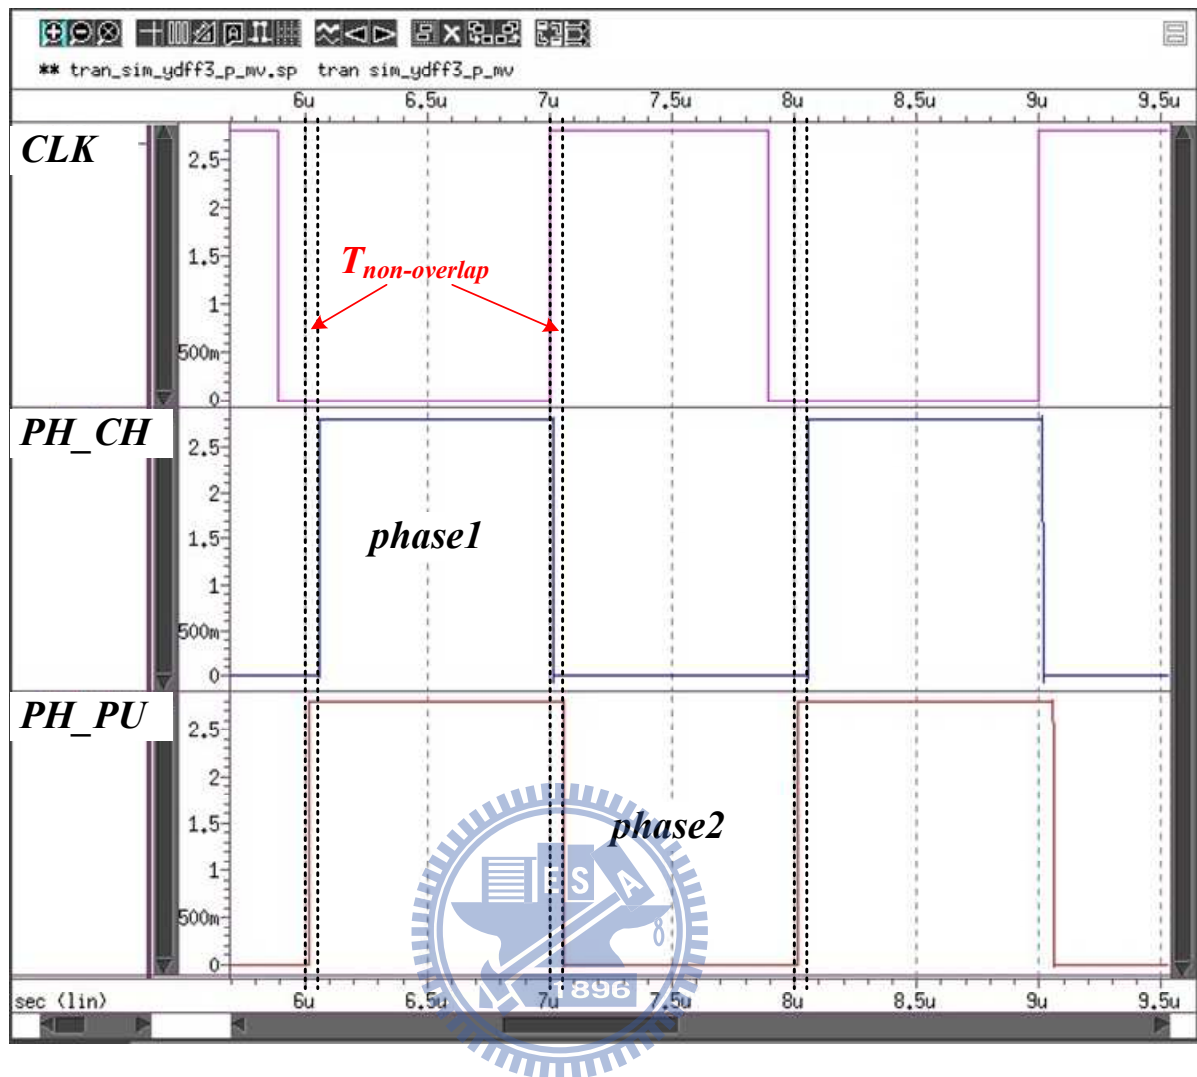 ** tran_sim_ydff3_p_mv.sp tran sim_ydff3_p_mv
6u 6.5u 7u 7.5u 8u 8.5u 9u 9.5u
CLK
2.5
2
1.5
1
500m
0
Tnon-overlap
PH_CH
2.5
2
1.5
1
500m
0
phase1
PH_PU
2.5
2
1.5
1
500m
0
phase2
E S A
8
1896
sec (lin) 6u 6.5u 7u 7.5u 8u 8.5u 9u 9.5u